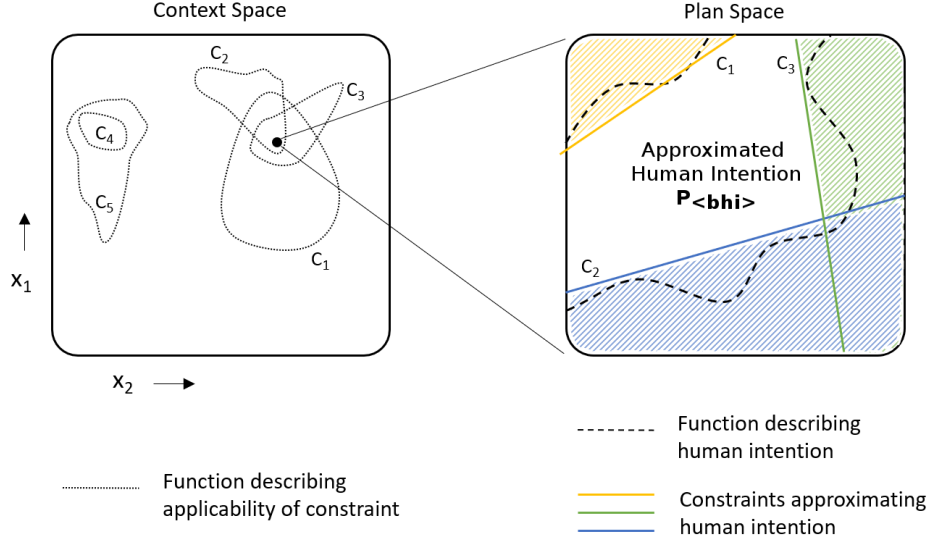 Context Space
Plan Space
C2
C3
C4
C5
C1
x1
x2
C1
C3
Approximated
Human Intention
P<bhi>
C2
Function describing
applicability of constraint
Function describing
human intention
Constraints approximating
human intention